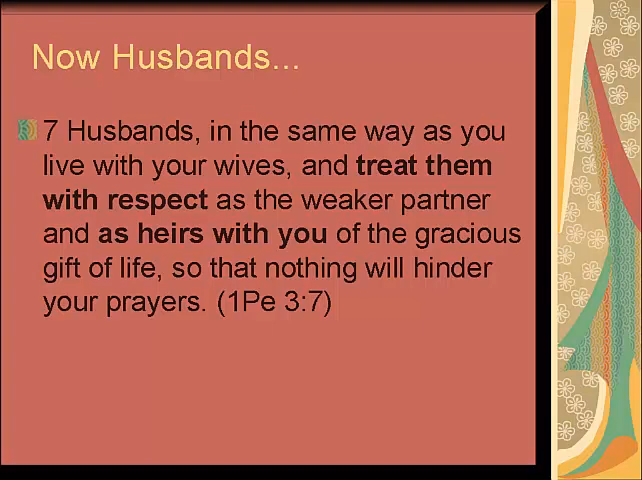 Now Husbands...
7 Husbands, in the same way as you
live with your wives, and treat them
with respect as the weaker partner
and as heirs with you of the gracious
gift of life, so that nothing will hinder
your prayers. (1Pe 3:7)